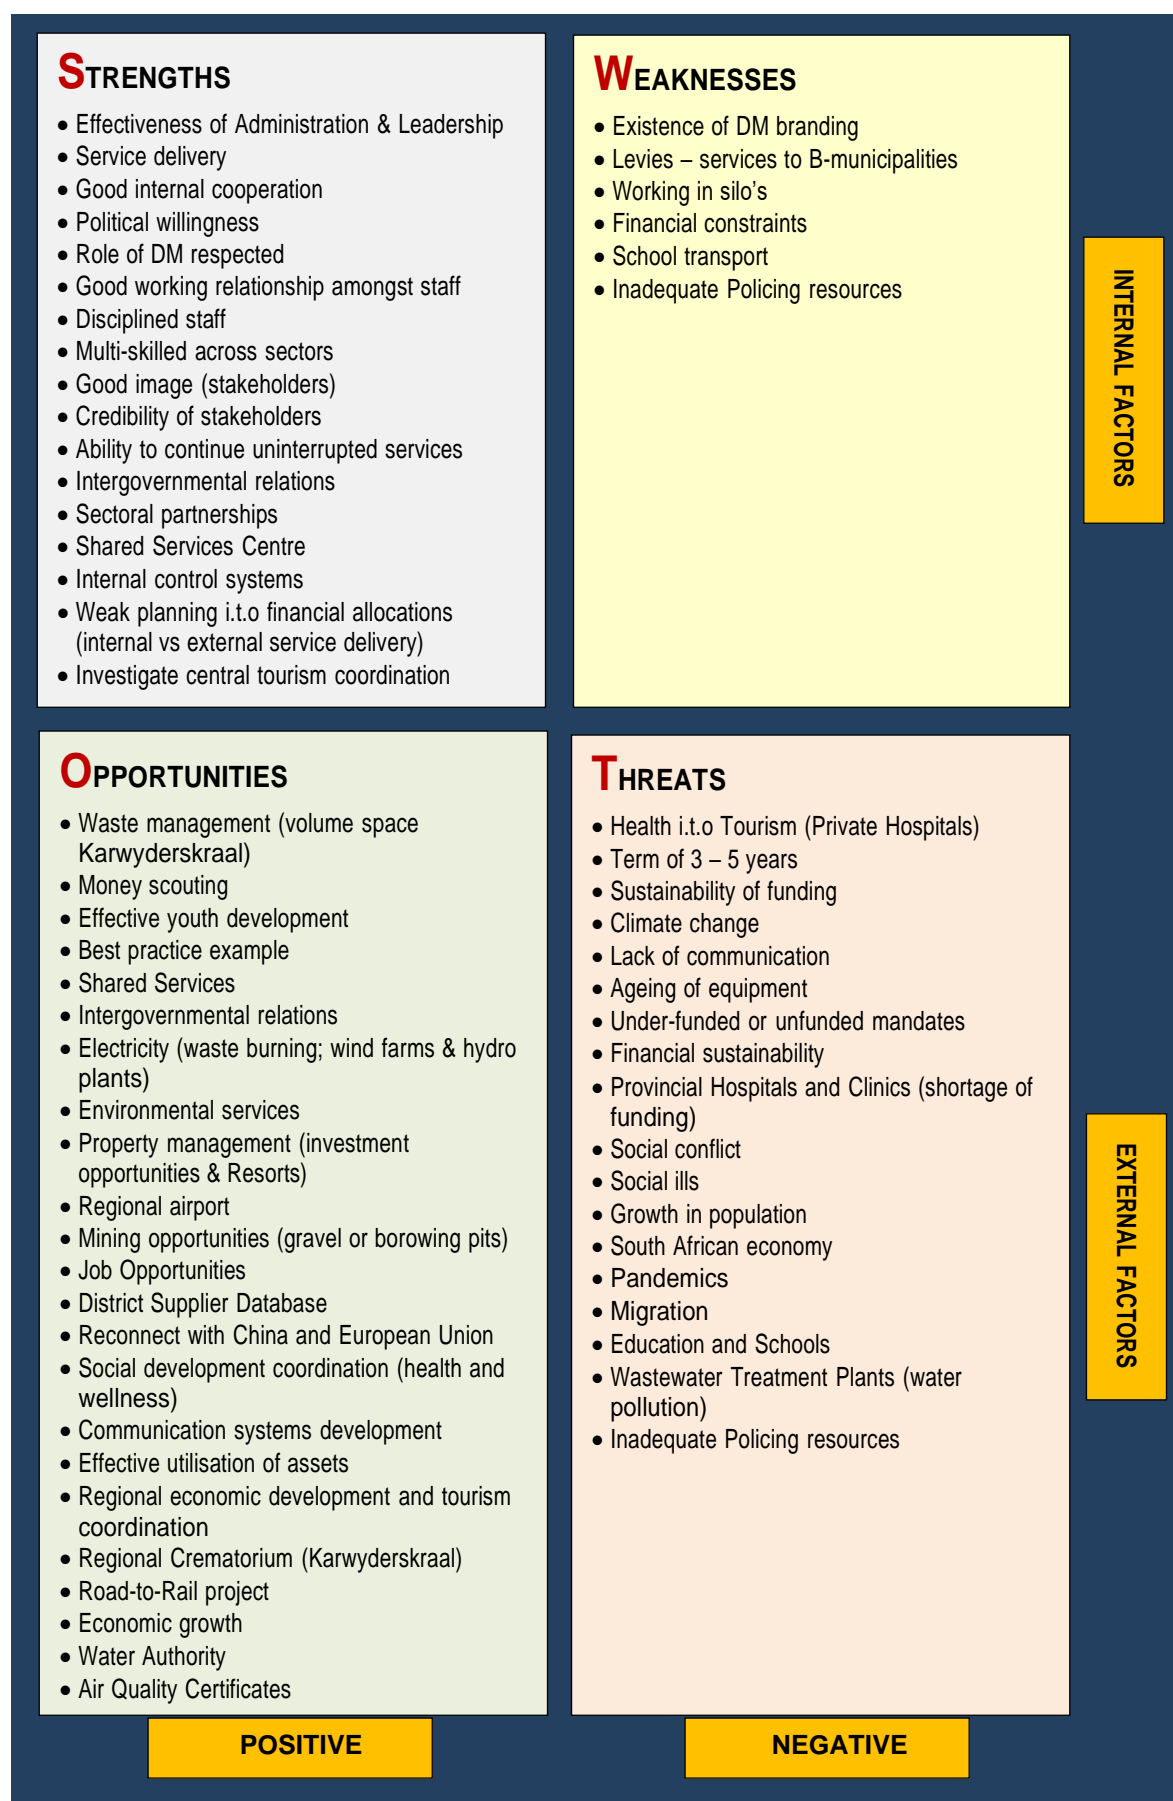 STRENGTHS
• Effectiveness of Administration & Leadership
• Service delivery
• Good internal cooperation
• Political willingness
• Role of DM respected
• Good working relationship amongst staff
• Disciplined staff
• Multi-skilled across sectors
• Good image (stakeholders)
• Credibility of stakeholders
• Ability to continue uninterrupted services
• Intergovernmental relations
• Sectoral partnerships
• Shared Services Centre
• Internal control systems
• Weak planning i.t.o financial allocations
(internal vs external service delivery)
• Investigate central tourism coordination
WEAKNESSES
• Existence of DM branding
• Levies – services to B-municipalities
• Working in silo’s
• Financial constraints
• School transport
• Inadequate Policing resources
INTERNAL FACTORS
OPPORTUNITIES
• Waste management (volume space
Karwyderskraal)
• Money scouting
• Effective youth development
• Best practice example
• Shared Services
• Intergovernmental relations
• Electricity (waste burning; wind farms & hydro
plants)
• Environmental services
• Property management (investment
opportunities & Resorts)
• Regional airport
• Mining opportunities (gravel or borowing pits)
• Job Opportunities
• District Supplier Database
• Reconnect with China and European Union
• Social development coordination (health and
wellness)
• Communication systems development
• Effective utilisation of assets
• Regional economic development and tourism
coordination
• Regional Crematorium (Karwyderskraal)
• Road-to-Rail project
• Economic growth
• Water Authority
• Air Quality Certificates
THREATS
• Health i.t.o Tourism (Private Hospitals)
• Term of 3 – 5 years
• Sustainability of funding
• Climate change
• Lack of communication
• Ageing of equipment
• Under-funded or unfunded mandates
• Financial sustainability
• Provincial Hospitals and Clinics (shortage of
funding)
• Social conflict
• Social ills
• Growth in population
• South African economy
• Pandemics
• Migration
• Education and Schools
• Wastewater Treatment Plants (water
pollution)
• Inadequate Policing resources
EXTERNAL FACTORS
POSITIVE
NEGATIVE